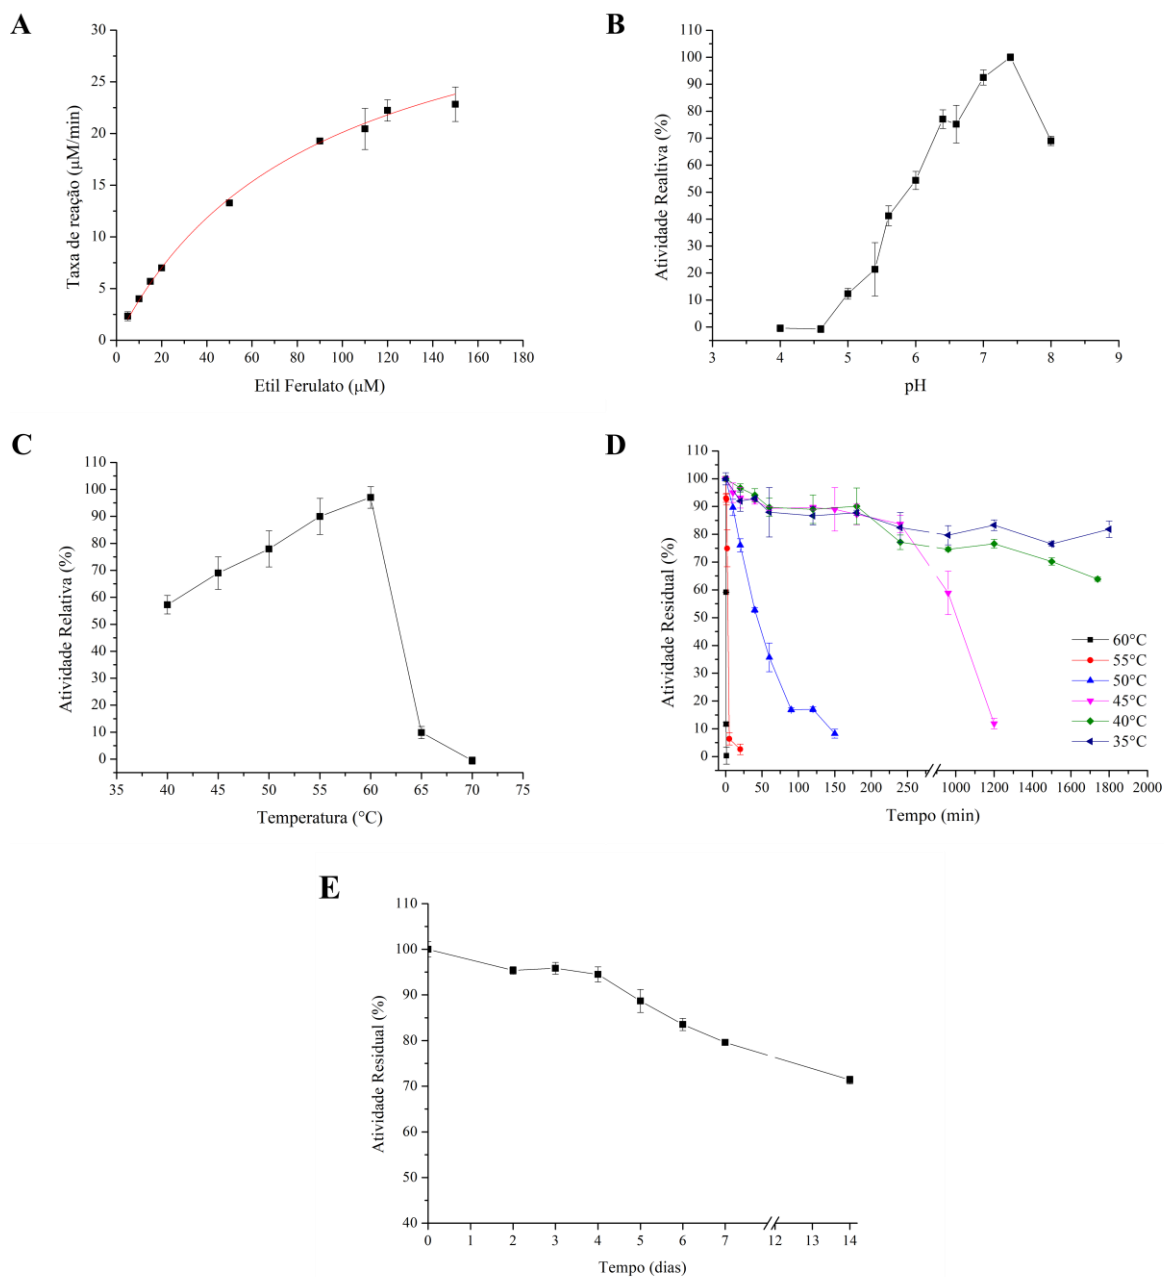 A
30
25
20
15
10
5
0
Taxa de reação (µM/min)
0 20 40 60 80 100 120 140 160 180
Etil Ferulato (µM)
B
110
100
90
80
70
60
50
40
30
20
10
0
Atividade Realtiva (%)
3 4 5 6 7 8 9
pH
C
110
100
90
80
70
60
50
40
30
20
10
0
Atividade Relativa (%)
35 40 45 50 55 60 65 70 75
Temperatura (°C)
D
110
100
90
80
70
60
50
40
30
20
10
0
Atividade Residual (%)
60°C
55°C
50°C
45°C
40°C
35°C
0 50 100 150 200 250 1000 1200 1400 1600 1800 2000
Tempo (min)
E
110
100
90
80
70
60
50
40
Atividade Residual (%)
0 1 2 3 4 5 6 7 12 13 14
Tempo (dias)